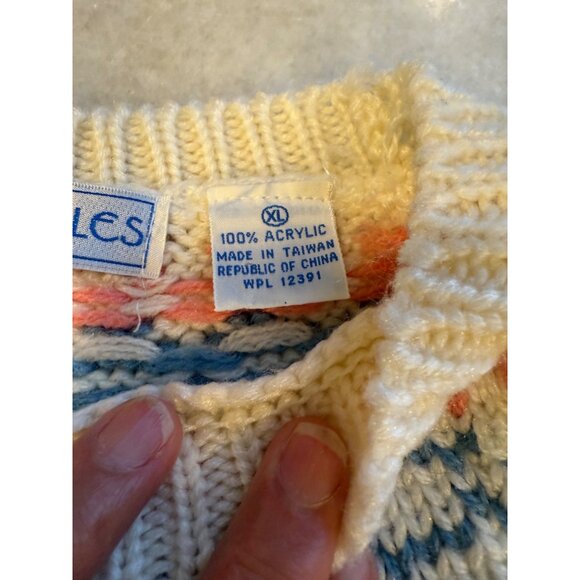 LES
XL
100% ACRYLIC
MADE IN TAIWAN
REPUBLIC OF CHINA
WPL 12391